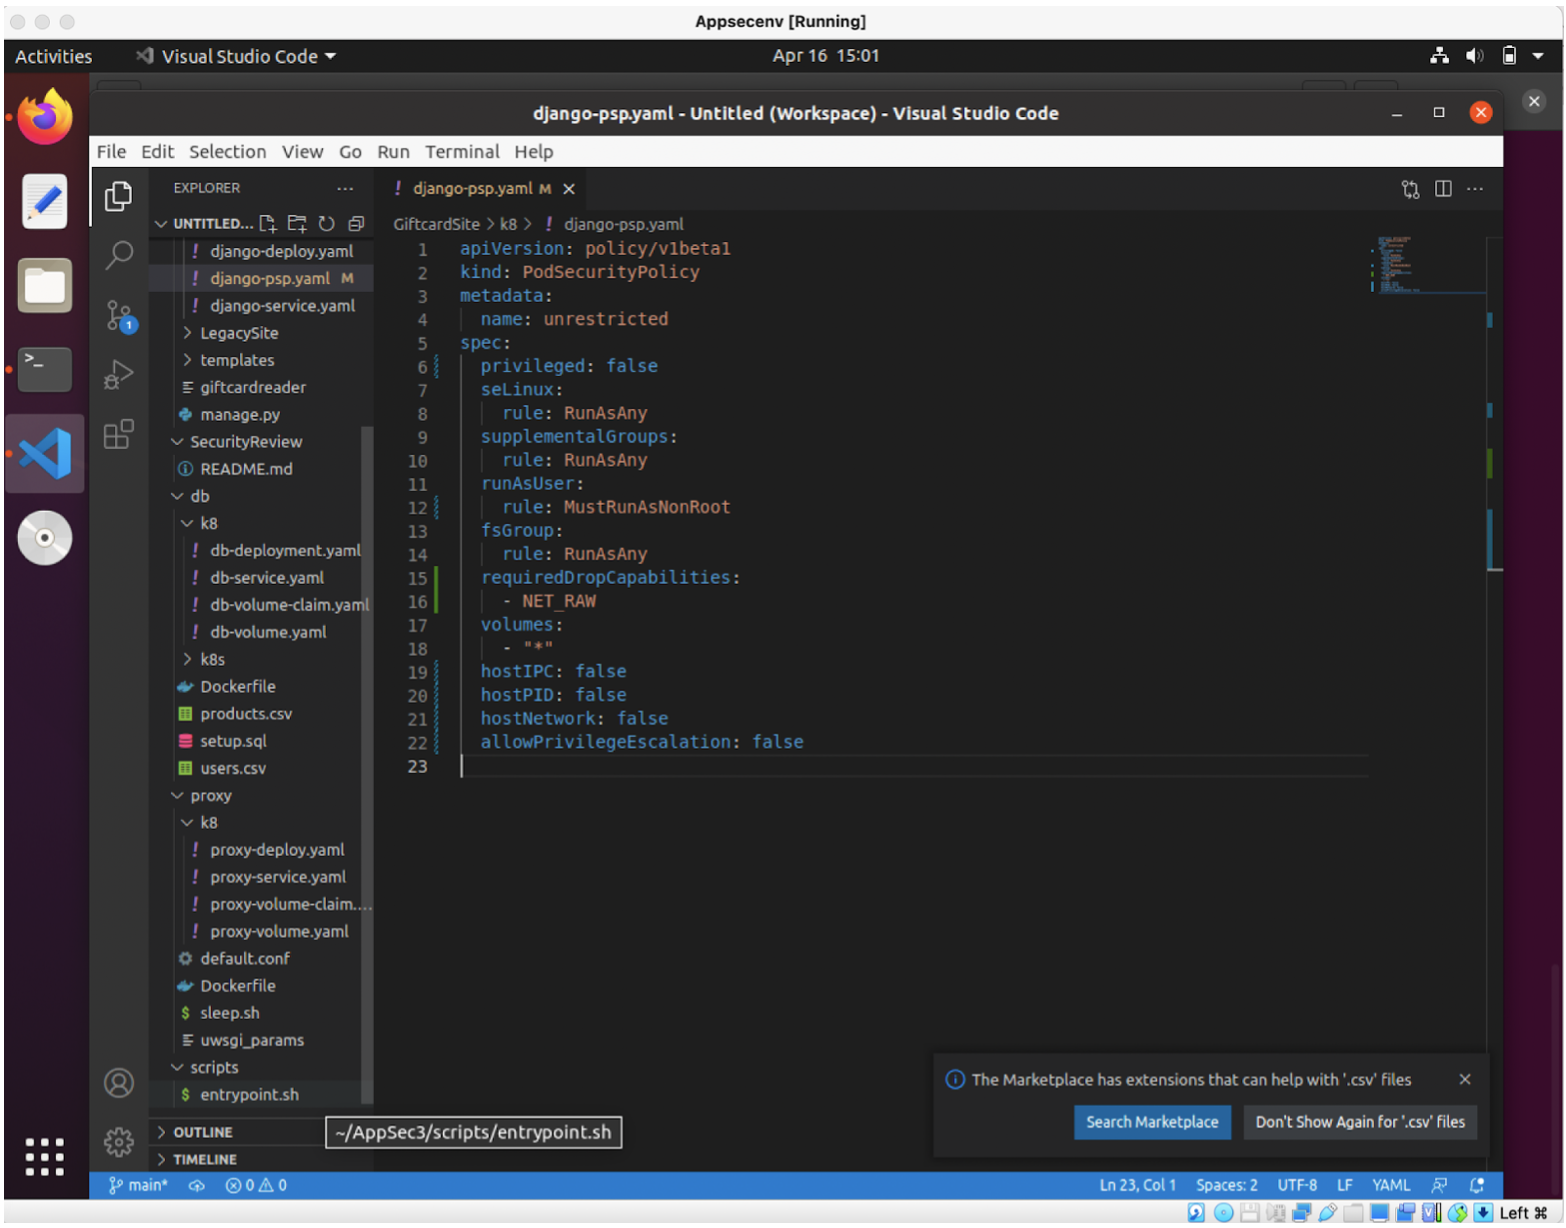 Appsecenv [Running]
Activities
Visual Studio Code
Apr 16 15:01
django-psp.yaml - Untitled (Workspace) - Visual Studio Code
File Edit Selection View Go Run Terminal Help
EXPLORER
UNTITLED...
django-deploy.yaml
django-psp.yaml M
django-service.yaml
LegacySite
templates
giftcardreader
manage.py
SecurityReview
README.md
db
k8
db-deployment.yaml
db-service.yaml
db-volume-claim.yaml
db-volume.yaml
k8s
Dockerfile
products.csv
setup.sql
users.csv
proxy
k8
proxy-deploy.yaml
proxy-service.yaml
proxy-volume-claim....
proxy-volume.yaml
default.conf
Dockerfile
sleep.sh
uwsgi_params
scripts
entrypoint.sh
OUTLINE
TIMELINE
~/AppSec3/scripts/entrypoint.sh
! django-psp.yaml M ×
GiftcardSite > k8 > ! django-psp.yaml
1 apiVersion: policy/v1beta1
2 kind: PodSecurityPolicy
3 metadata:
4 name: unrestricted
5 spec:
6 privileged: false
7 seLinux:
8 rule: RunAsAny
9 supplementalGroups:
10 rule: RunAsAny
11 runAsUser:
12 rule: MustRunAsNonRoot
13 fsGroup:
14 rule: RunAsAny
15 requiredDropCapabilities:
16 - NET_RAW
17 volumes:
18 - "*"
19 hostIPC: false
20 hostPID: false
21 hostNetwork: false
22 allowPrivilegeEscalation: false
23
The Marketplace has extensions that can help with '.csv' files
Search Marketplace
Don't Show Again for '.csv' files
main* 0 0
Ln 23, Col 1 Spaces: 2 UTF-8 LF YAML
Left ⌘